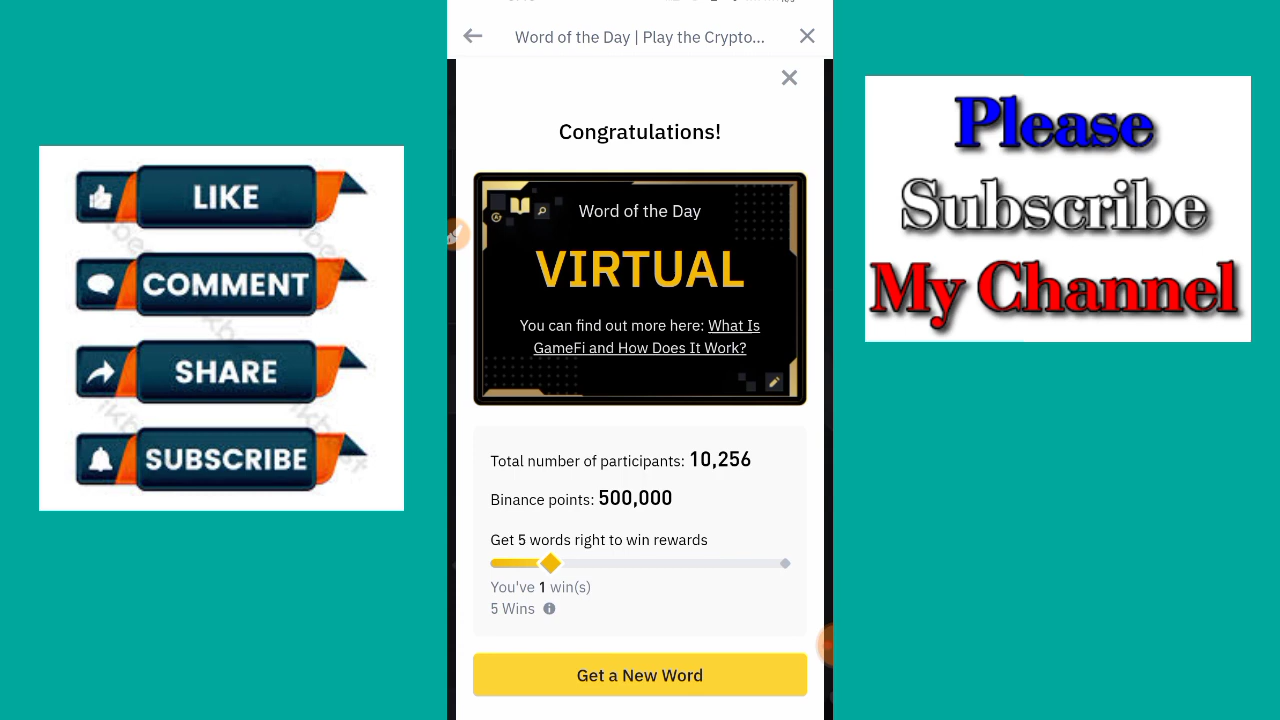 LIKE
COMMENT
SHARE
SUBSCRIBE
Word of the Day | Play the Crypto...
Congratulations!
Word of the Day
VIRTUAL
You can find out more here: What Is
GameFi and How Does It Work?
Total number of participants: 10,256
Binance points: 500,000
Get 5 words right to win rewards
You've 1 win(s)
5 Wins
Get a New Word
Please
Subscribe
My Channel